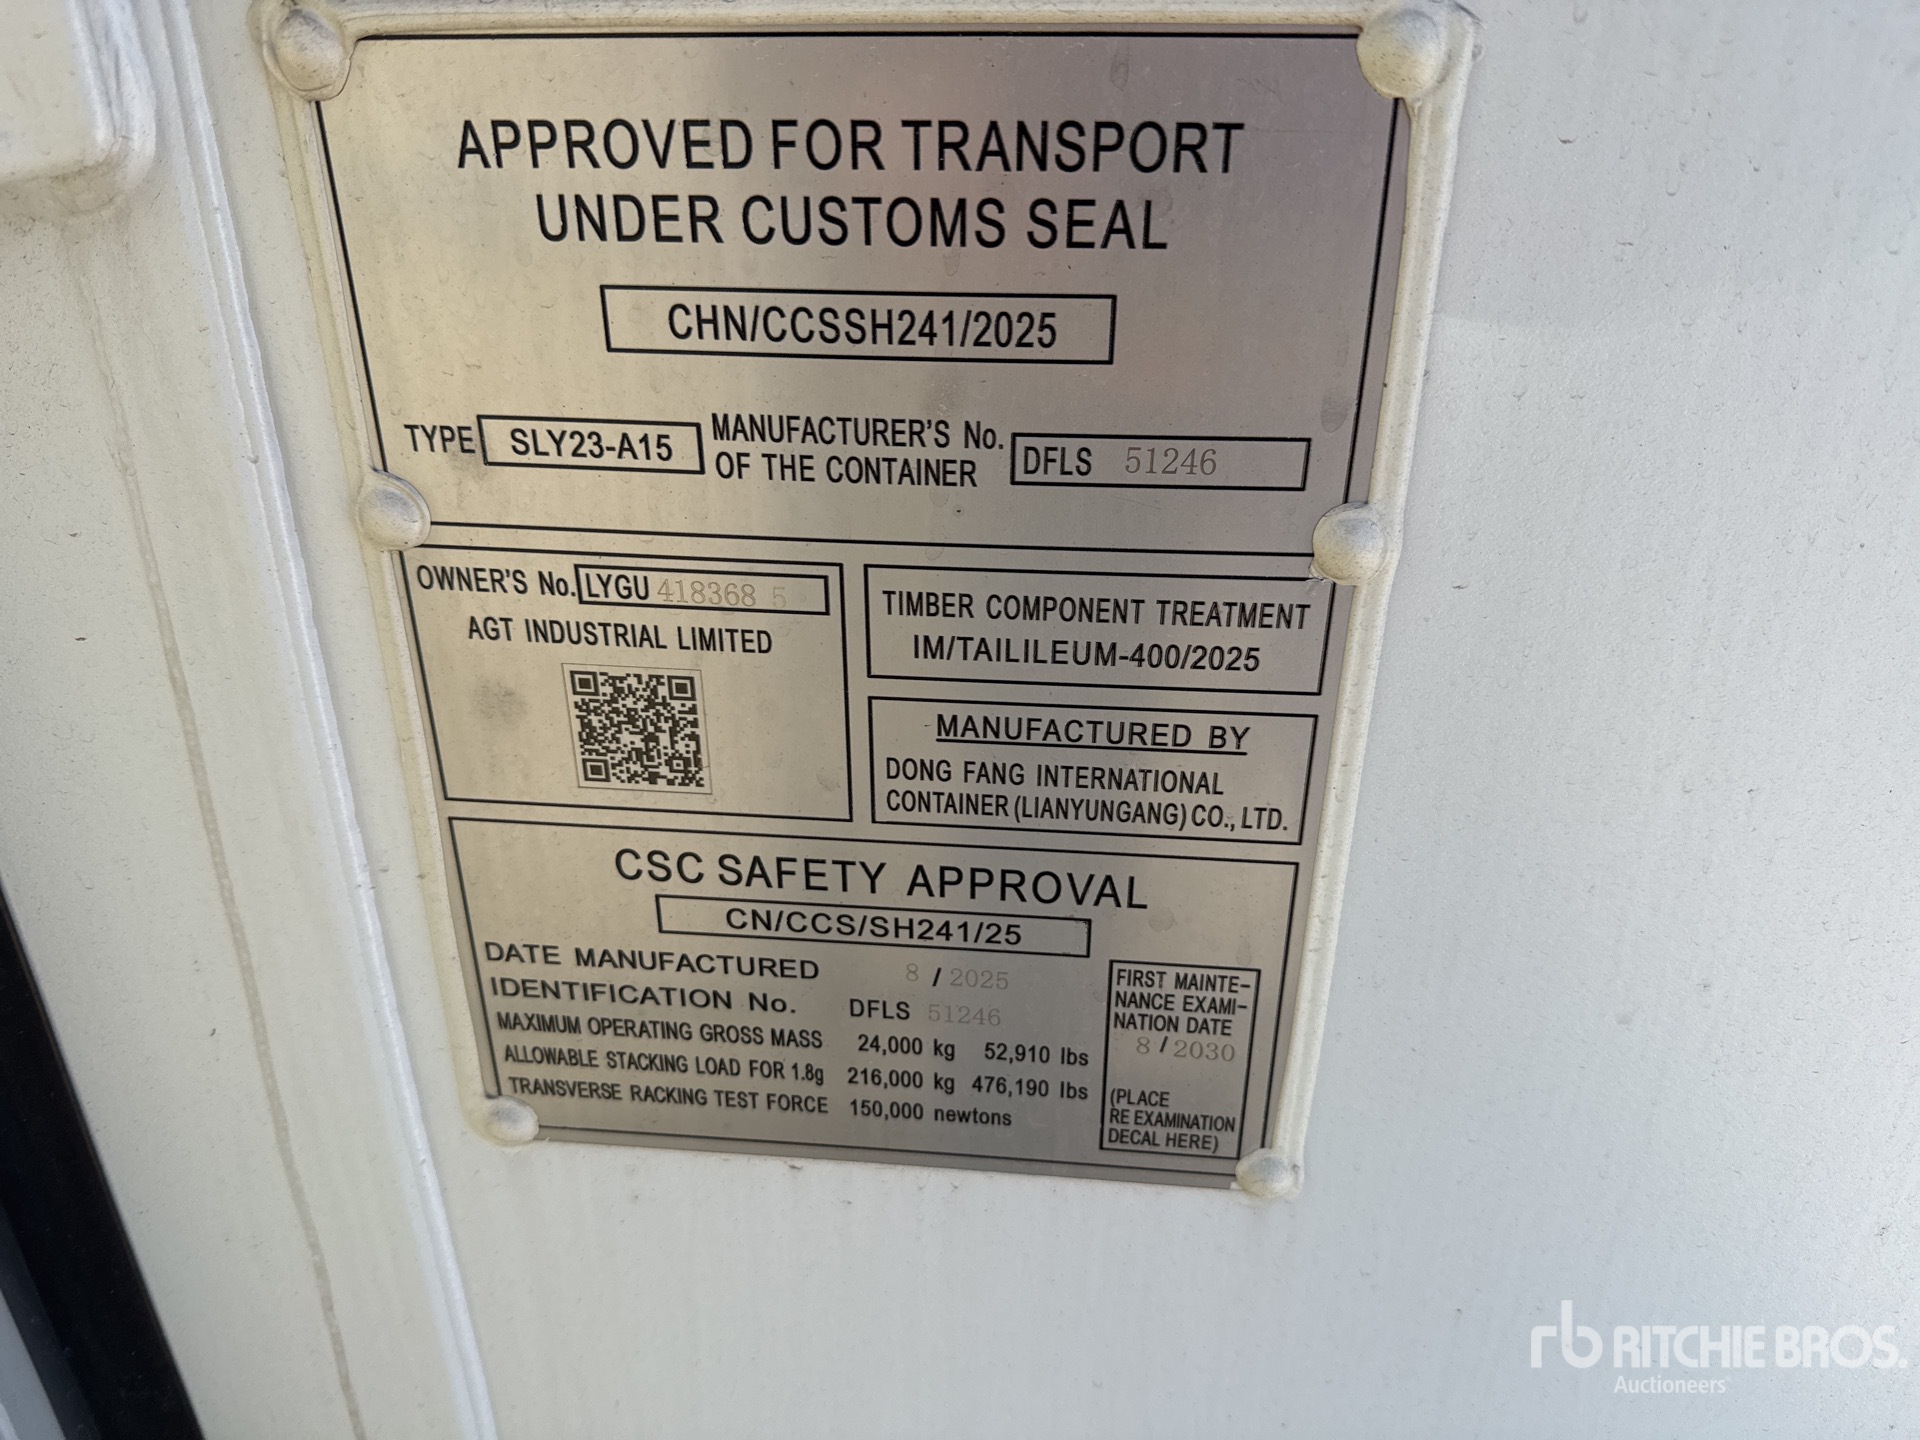 APPROVED FOR TRANSPORT
UNDER CUSTOMS SEAL
CHN/CCSSH241/2025
TYPE SLY23-A15 MANUFACTURER'S No. OF THE CONTAINER DFLS 51246
OWNER'S No. LYGU 418368 5
AGT INDUSTRIAL LIMITED
TIMBER COMPONENT TREATMENT
IM/TAILILEUM-400/2025
MANUFACTURED BY
DONG FANG INTERNATIONAL
CONTAINER (LIANYUNGANG) CO., LTD.
CSC SAFETY APPROVAL
CN/CCS/SH241/25
DATE MANUFACTURED 8 / 2025
IDENTIFICATION No. DFLS 51246
MAXIMUM OPERATING GROSS MASS 24,000 kg 52,910 lbs
ALLOWABLE STACKING LOAD FOR 1.8g 216,000 kg 476,190 lbs
TRANSVERSE RACKING TEST FORCE 150,000 newtons
FIRST MAINTE-
NANCE EXAMI-
NATION DATE
8 / 2030
(PLACE
RE EXAMINATION
DECAL HERE)
rb RITCHIE BROS.
Auctioneers